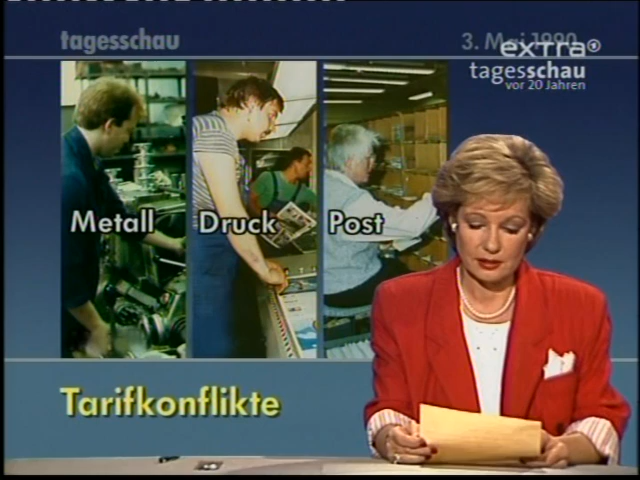 tagesschau
3. Mai 1990
extra
tagesschau
vor 20 Jahren
Metall Druck Post
Tarifkonflikte